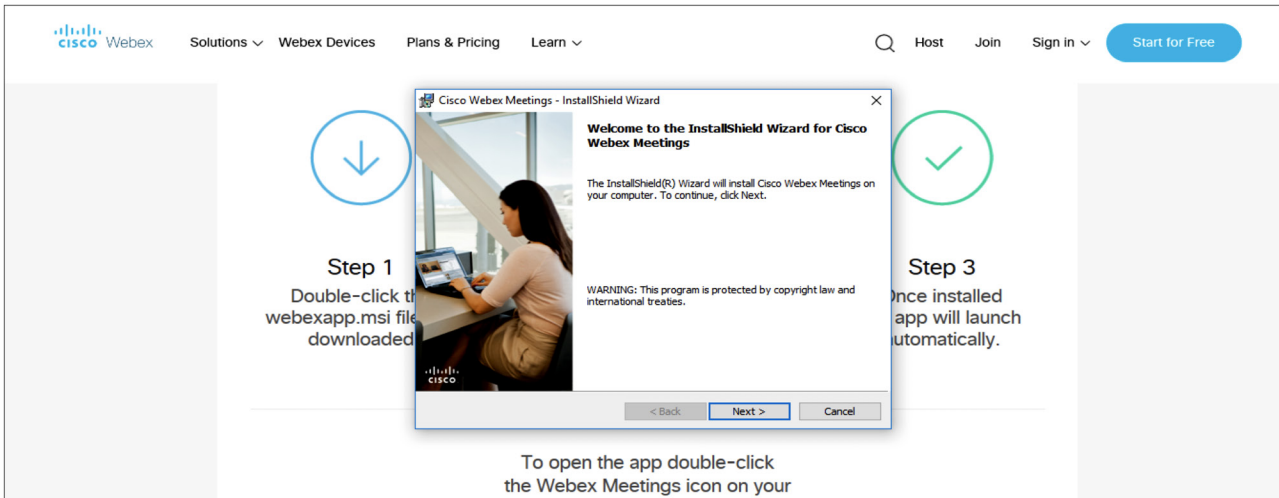 CISCO Webex Solutions Webex Devices Plans & Pricing Learn Host Join Sign in Start for Free
Cisco Webex Meetings - InstallShield Wizard
Welcome to the InstallShield Wizard for Cisco
Webex Meetings
The InstallShield(R) Wizard will install Cisco Webex Meetings on
your computer. To continue, click Next.
WARNING: This program is protected by copyright law and
international treaties.
CISCO
< Back Next > Cancel
Step 1
Double-click
webexapp.msi
downloaded
Step 3
installed
app will launch
To open the app double-click
the Webex Meetings icon on your